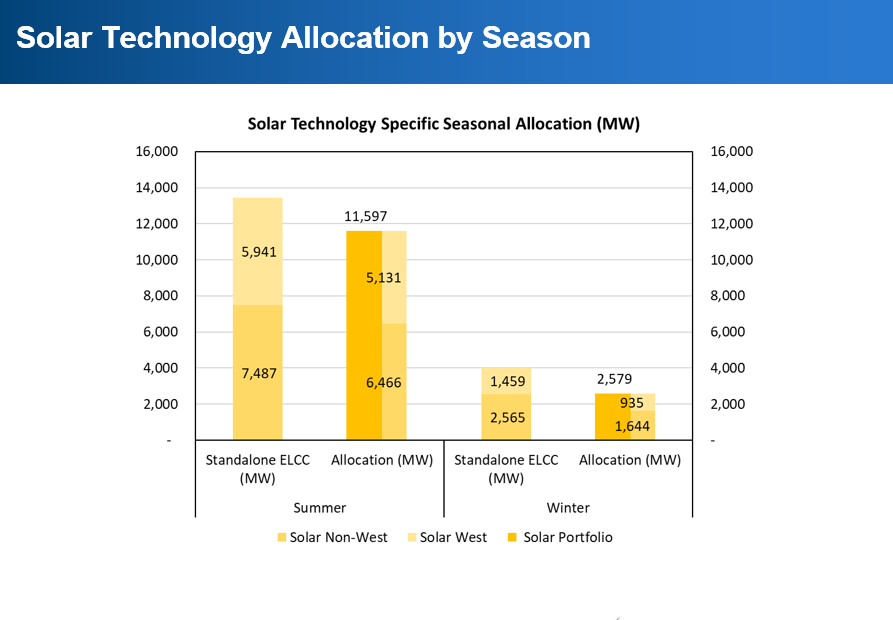 Solar Technology Allocation by Season
Solar Technology Specific Seasonal Allocation (MW)
16,000
14,000
12,000
10,000
8,000
6,000
4,000
2,000
-
5,941
7,487
11,597
5,131
6,466
1,459
2,565
2,579
935
1,644
16,000
14,000
12,000
10,000
8,000
6,000
4,000
2,000
-
Standalone ELCC
(MW)
Allocation (MW)
Standalone ELCC
(MW)
Allocation (MW)
Summer
Winter
Solar Non-West
Solar West
Solar Portfolio